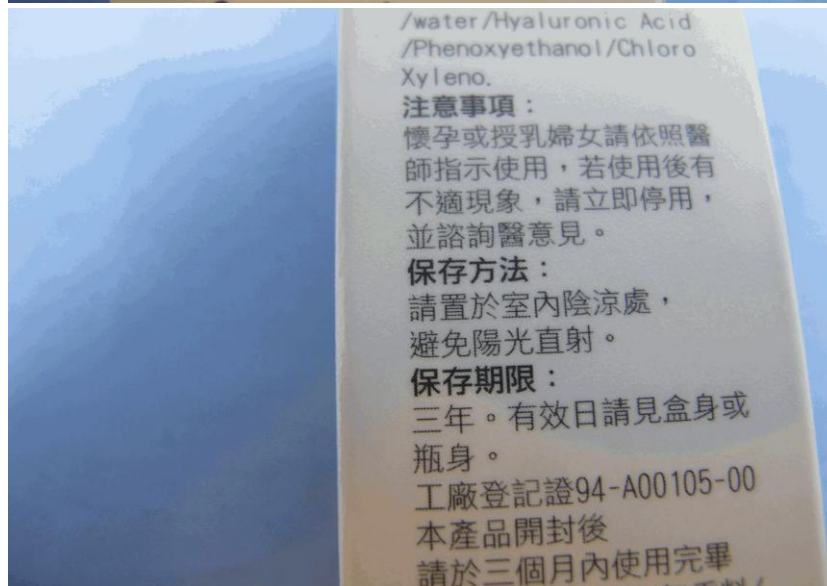 /water/Hyaluronic Acid
/Phenoxyethanol/Chloro
Xyleno.
注意事項：
懷孕或授乳婦女請依照醫
師指示使用，若使用後有
不適現象，請立即停用，
並諮詢醫意見。
保存方法：
請置於室內陰涼處，
避免陽光直射。
保存期限：
三年。有效日請見盒身或
瓶身。
工廠登記證94-A00105-00
本產品開封後
請於三個月內使用完畢